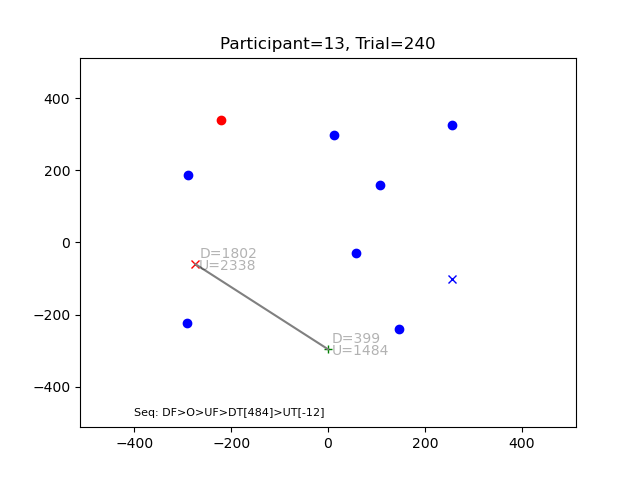 Participant=13, Trial=240
400
200
0
−200
−400
D=1802
U=2338
D=399
U=1484
Seq: DF>O>UF>DT[484]>UT[-12]
−400
−200
0
200
400